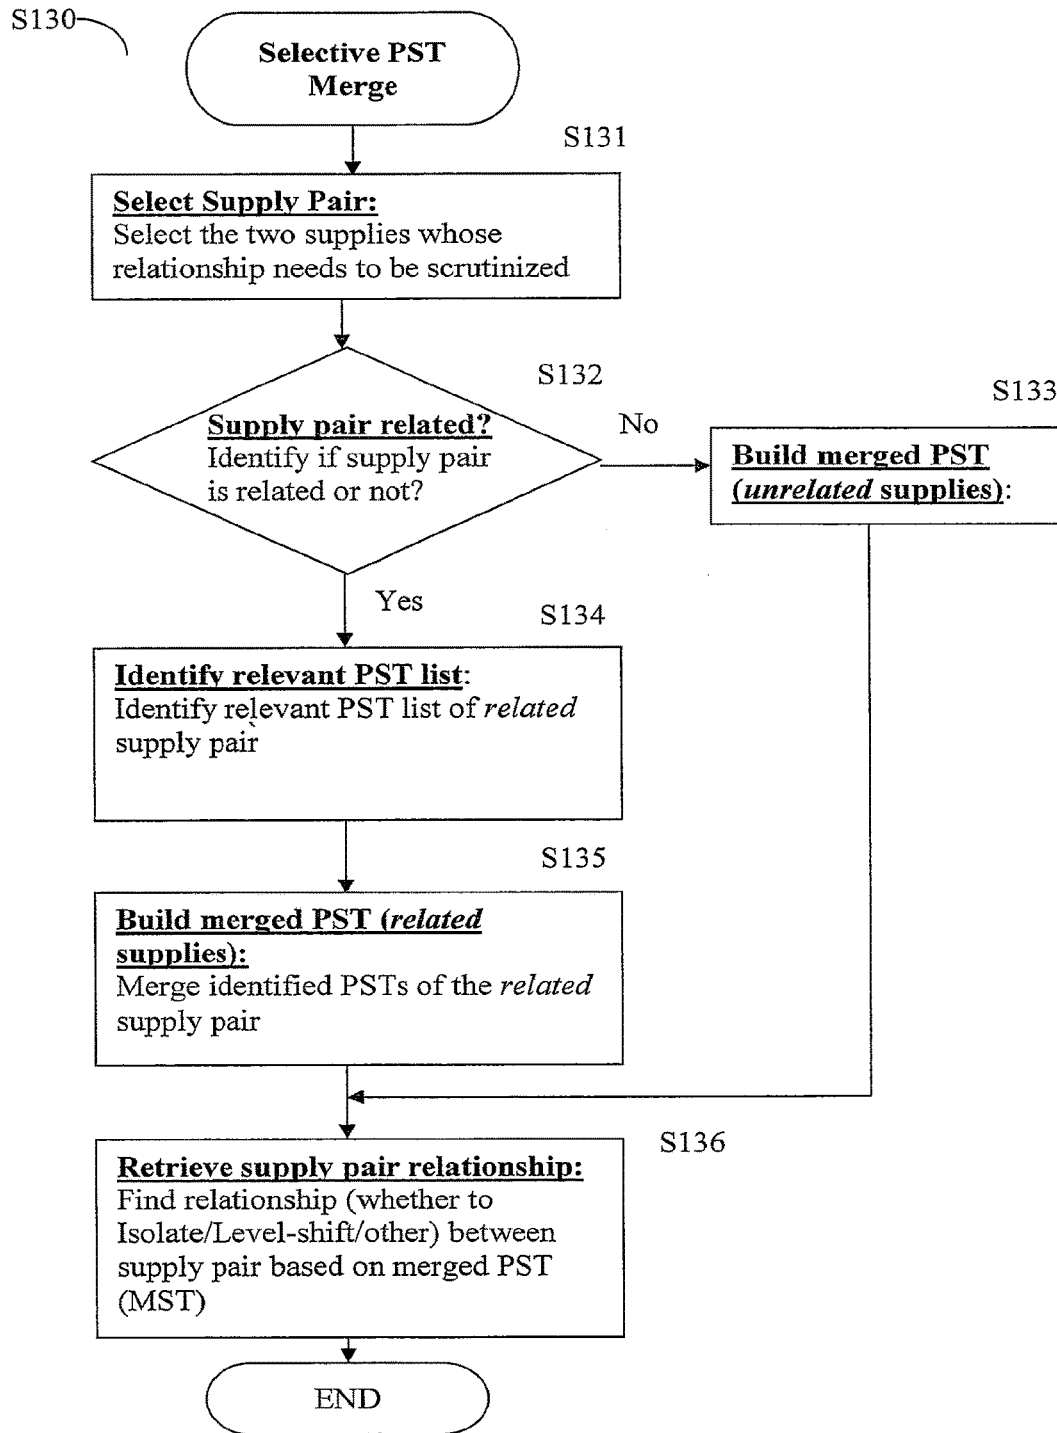 S130
Selective PST
Merge
S131
Select Supply Pair:
Select the two supplies whose
relationship needs to be scrutinized
S132
Supply pair related?
Identify if supply pair
is related or not?
No
S133
Build merged PST
(unrelated supplies):
Yes
S134
Identify relevant PST list:
Identify relevant PST list of related
supply pair
S135
Build merged PST (related
supplies):
Merge identified PSTs of the related
supply pair
S136
Retrieve supply pair relationship:
Find relationship (whether to
Isolate/Level-shift/other) between
supply pair based on merged PST
(MST)
END